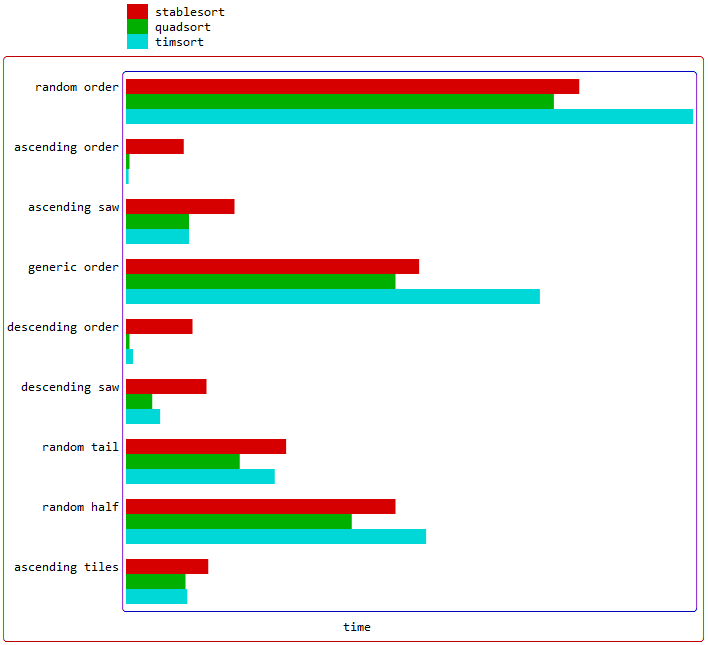 stablesort
quadsort
timsort
random order
ascending order
ascending saw
generic order
descending order
descending saw
random tail
random half
ascending tiles
time